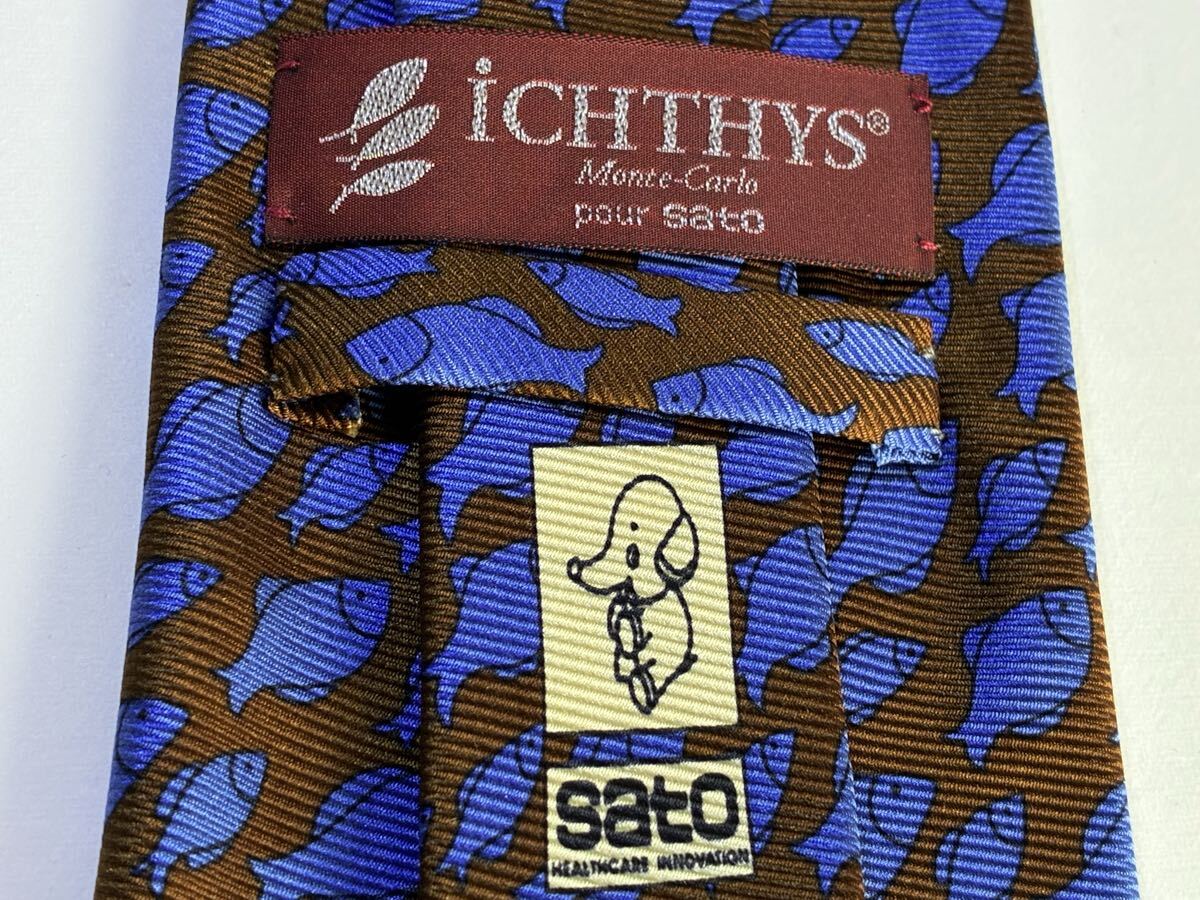 iCHTHYS®
Monte-Carlo
pour sato
sato
HEALTHCARE INNOVATION